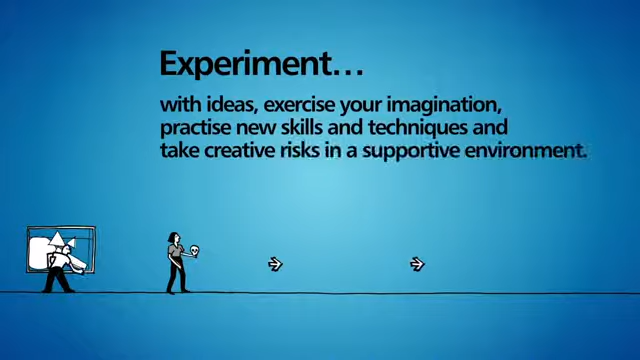 Experiment...
with ideas, exercise your imagination,
practise new skills and techniques and
take creative risks in a supportive environment.